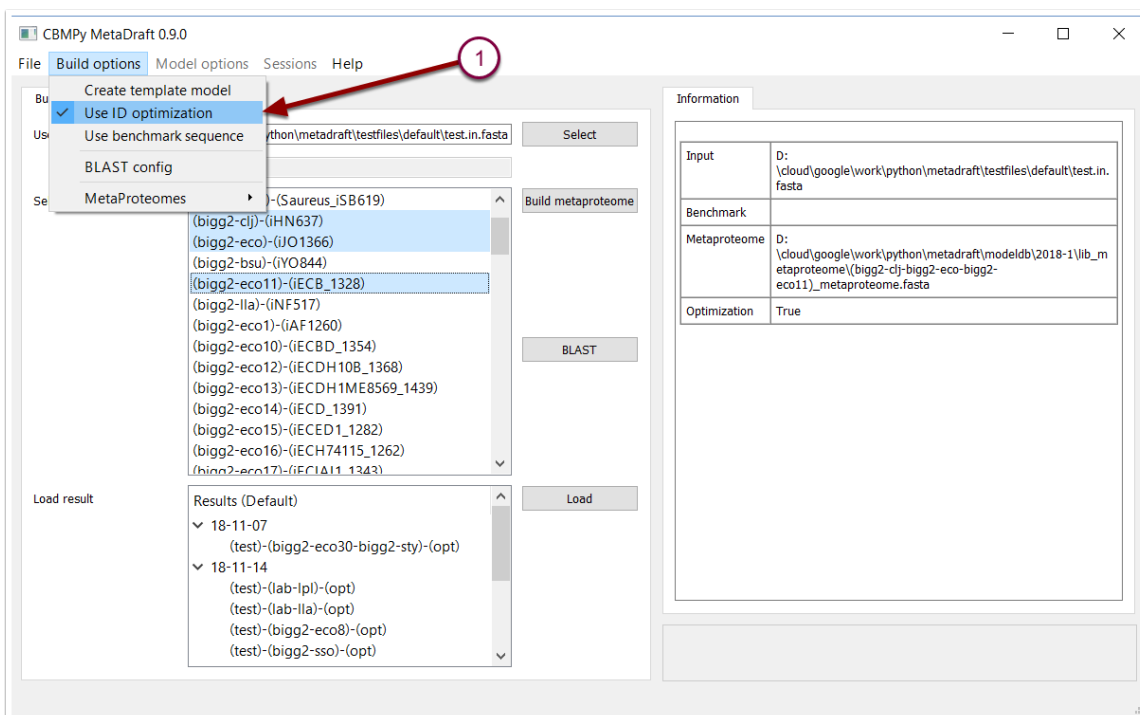 CBMPy MetaDraft 0.9.0
File Build options Model options Sessions Help
1
Create template model
Use ID optimization
Use benchmark sequence
BLAST config
MetaProteomes
Bu
Us
ython\metadraft\testfiles\default\test.in.fasta
Select
Se
)-(Saureus_iSB619)
Build metaproteome
(bigg2-clj)-(iHN637)
(bigg2-eco)-(iJO1366)
(bigg2-bsu)-(iYO844)
(bigg2-eco11)-(iECB_1328)
(bigg2-lla)-(iNF517)
(bigg2-eco1)-(iAF1260)
(bigg2-eco10)-(iECBD_1354)
BLAST
(bigg2-eco12)-(iECDH10B_1368)
(bigg2-eco13)-(iECDH1ME8569_1439)
(bigg2-eco14)-(iECD_1391)
(bigg2-eco15)-(iECED1_1282)
(bigg2-eco16)-(iECH74115_1262)
(bigg2-eco17)-(iECIAI1_1343)
Load result
Results (Default)
Load
18-11-07
(test)-(bigg2-eco30-bigg2-sty)-(opt)
18-11-14
(test)-(lab-lpl)-(opt)
(test)-(lab-lla)-(opt)
(test)-(bigg2-eco8)-(opt)
(test)-(bigg2-sso)-(opt)
Information
Input
D:
\cloud\google\work\python\metadraft\testfiles\default\test.in.
fasta
Benchmark
Metaproteome
D:
\cloud\google\work\python\metadraft\modeldb\2018-1\lib_m
etaproteome\(bigg2-clj-bigg2-eco-bigg2-
eco11)_metaproteome.fasta
Optimization
True